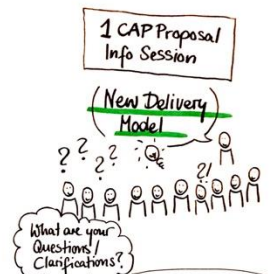 1 CAP Proposal
Info Session
New Delivery
Model
? ? ? ?
?!
What are your
Questions/
Clarifications?